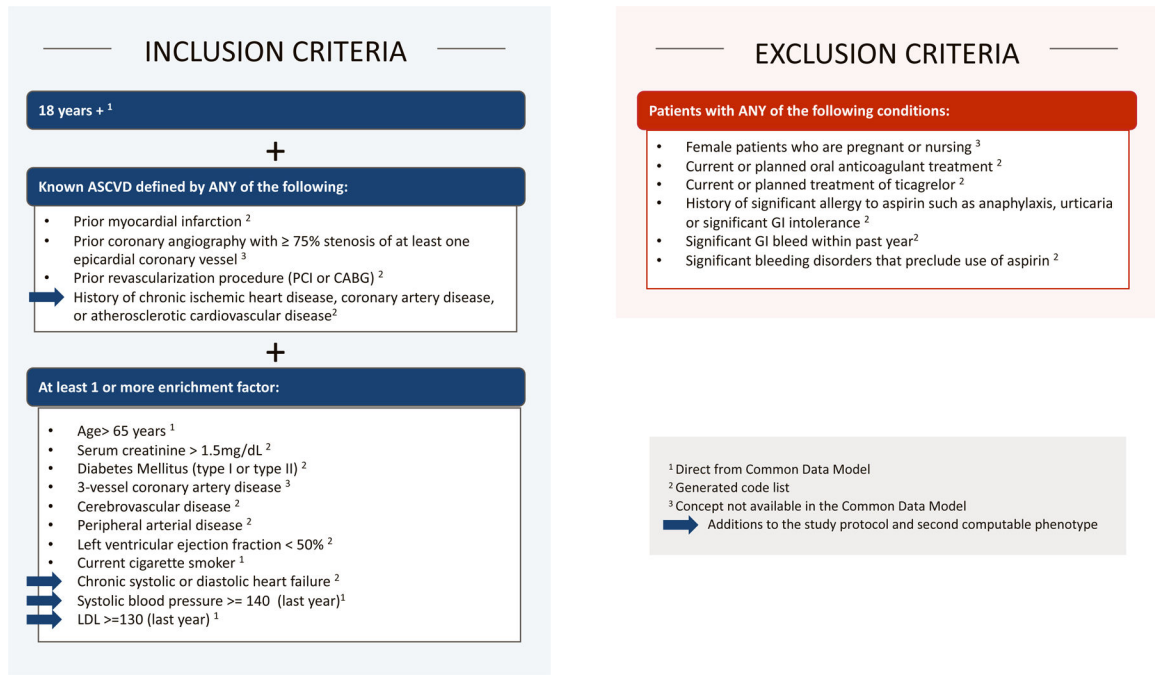 INCLUSION CRITERIA
18 years + ¹
+
Known ASCVD defined by ANY of the following:
• Prior myocardial infarction ²
• Prior coronary angiography with ≥ 75% stenosis of at least one
epicardial coronary vessel ³
• Prior revascularization procedure (PCI or CABG) ²
• History of chronic ischemic heart disease, coronary artery disease,
or atherosclerotic cardiovascular disease²
+
At least 1 or more enrichment factor:
• Age> 65 years ¹
• Serum creatinine > 1.5mg/dL ²
• Diabetes Mellitus (type I or type II) ²
• 3-vessel coronary artery disease ³
• Cerebrovascular disease ²
• Peripheral arterial disease ²
• Left ventricular ejection fraction < 50% ²
• Current cigarette smoker ¹
Chronic systolic or diastolic heart failure ²
Systolic blood pressure >= 140 (last year)¹
LDL >=130 (last year) ¹
EXCLUSION CRITERIA
Patients with ANY of the following conditions:
• Female patients who are pregnant or nursing ³
• Current or planned oral anticoagulant treatment ²
• Current or planned treatment of ticagrelor ²
• History of significant allergy to aspirin such as anaphylaxis, urticaria
or significant GI intolerance ²
• Significant GI bleed within past year²
• Significant bleeding disorders that preclude use of aspirin ²
¹ Direct from Common Data Model
² Generated code list
³ Concept not available in the Common Data Model
Additions to the study protocol and second computable phenotype